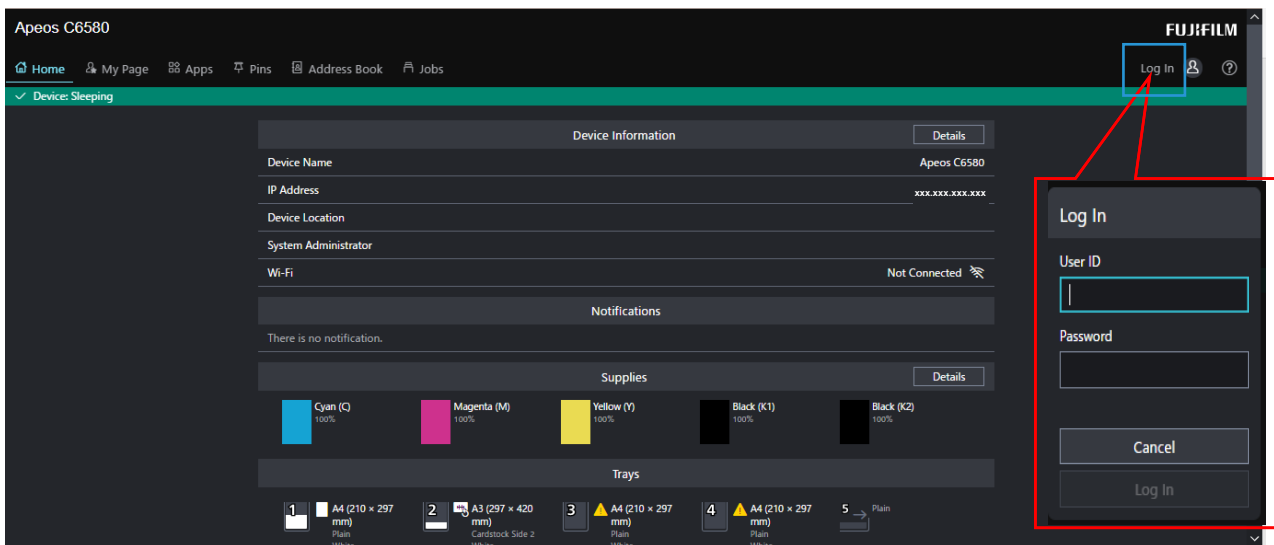 Apeos C6580
FUJIFILM
Home My Page Apps Pins Address Book Jobs Log In ?
Device: Sleeping
Device Information Details
Device Name Apeos C6580
IP Address xxx.xxx.xxx.xxx
Device Location
System Administrator
Wi-Fi Not Connected
Notifications
There is no notification.
Supplies Details
Cyan (C) Magenta (M) Yellow (Y) Black (K1) Black (K2)
100% 100% 100% 100% 100%
Trays
1 A4 (210 × 297 2 A3 (297 × 420 3 A4 (210 × 297 4 A4 (210 × 297 5 Plain
mm) mm) mm) mm)
Plain Cardstock Side 2 Plain Plain
White White White White
Log In
User ID
Password
Cancel
Log In